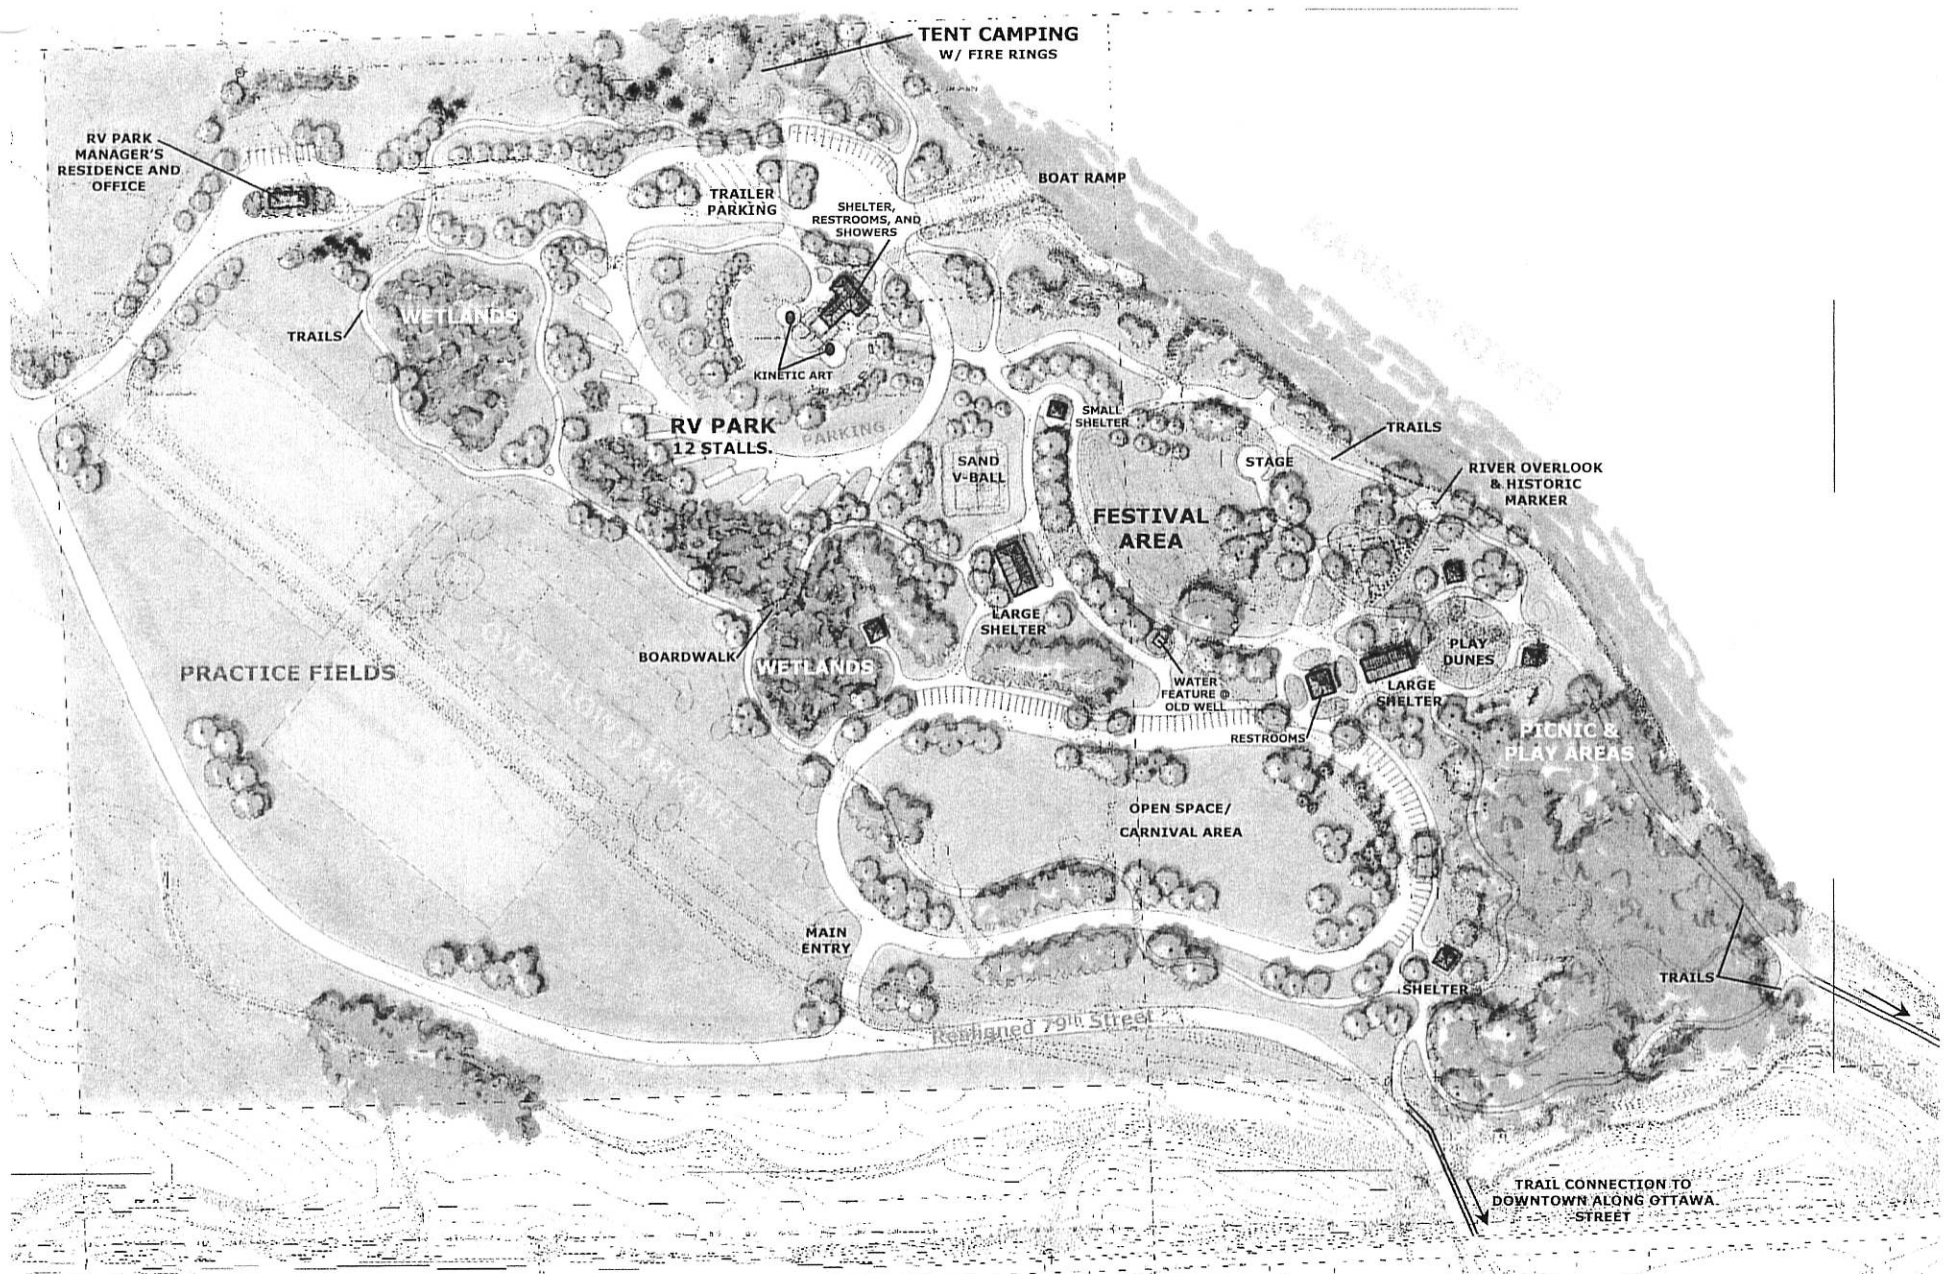 TENT CAMPING
W/ FIRE RINGS
RV PARK
MANAGER'S
RESIDENCE AND
OFFICE
BOAT RAMP
TRAILER
PARKING
SHELTER,
RESTROOMS, AND
SHOWERS
KANSAS RIVER
WETLANDS
TRAILS
OVERFLOW
PARKING
KINETIC ART
RV PARK
12 STALLS.
SMALL
SHELTER
TRAILS
SAND
V-BALL
STAGE
RIVER OVERLOOK
& HISTORIC
MARKER
FESTIVAL
AREA
LARGE
SHELTER
BOARDWALK
WETLANDS
PRACTICE FIELDS
OVERFLOW PARKING
PLAY
DUNES
WATER
FEATURE @
OLD WELL
LARGE
SHELTER
RESTROOMS
PICNIC &
PLAY AREAS
OPEN SPACE/
CARNIVAL AREA
MAIN
ENTRY
TRAILS
SHELTER
Realigned 79th Street
TRAIL CONNECTION TO
DOWNTOWN ALONG OTTAWA
STREET